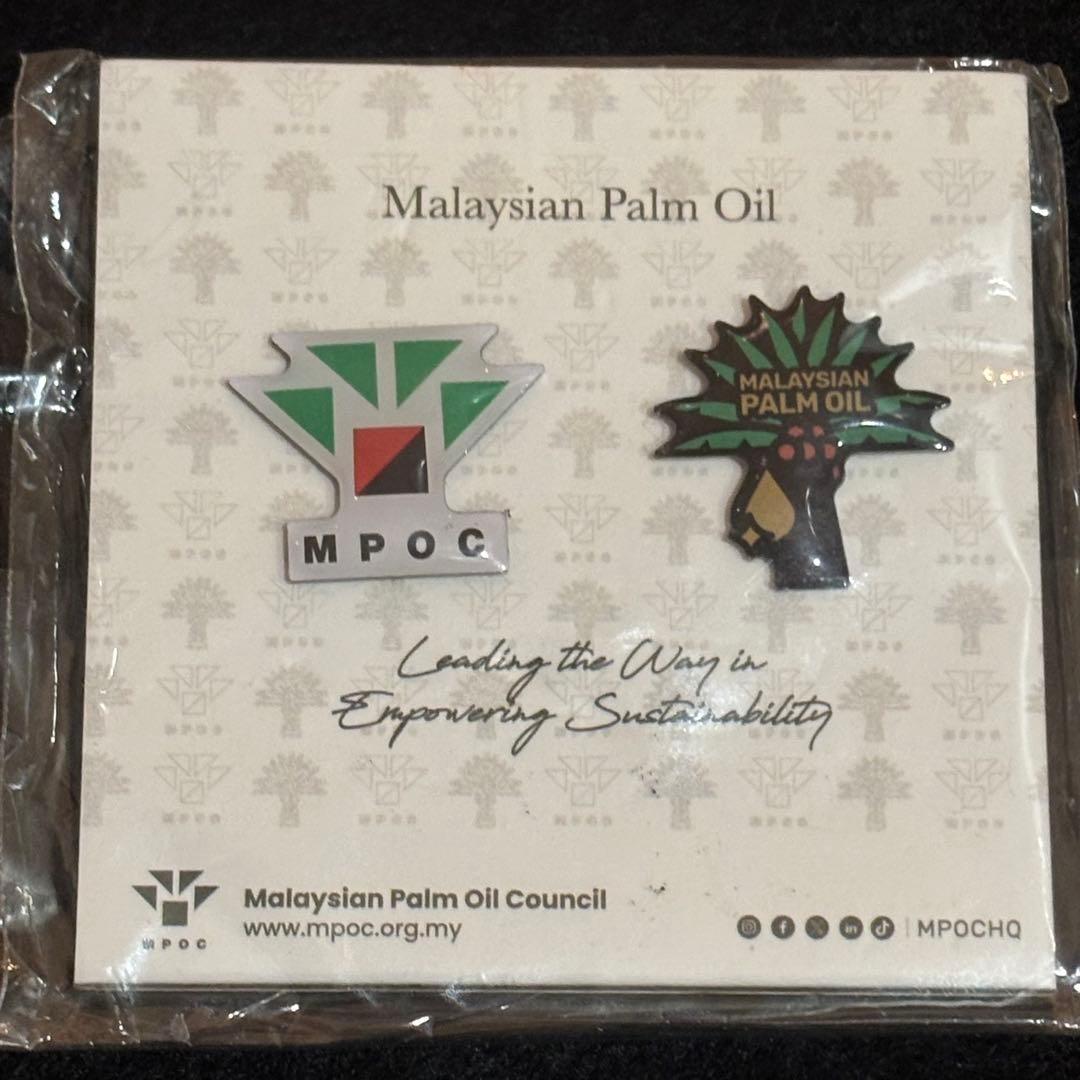 Malaysian Palm Oil
MPOC
MALAYSIAN
PALM OIL
Leading the Way in
Empowering Sustainability
MPOC
Malaysian Palm Oil Council
www.mpoc.org.my
MPOCHQ